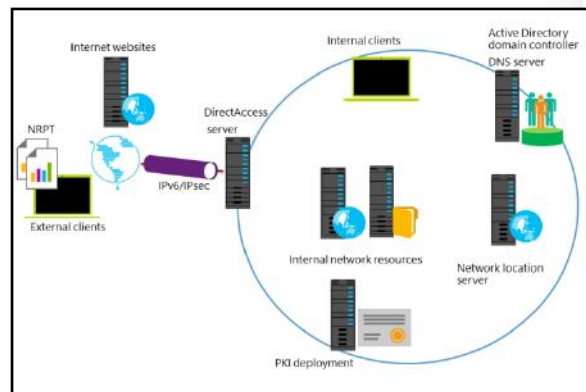 Internet websites
Internal clients
Active Directory
domain controller
DNS server
DirectAccess
server
NRPT
IPv6/IPsec
External clients
Internal network resources
Network location
server
PKI deployment